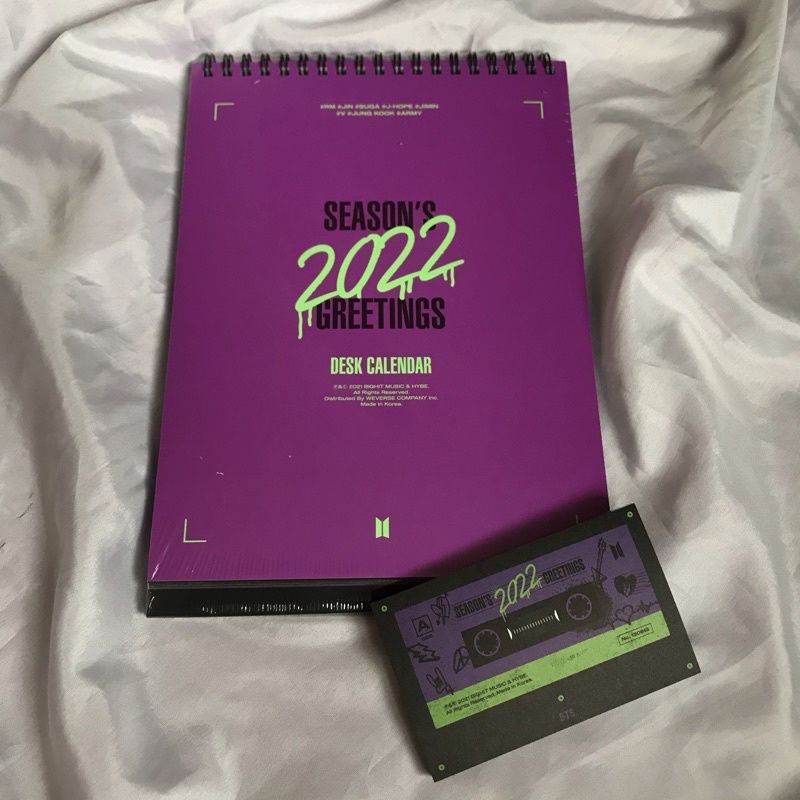 #RM #JIN #SUGA #J-HOPE #JIMIN
#V #JUNG KOOK #ARMY
SEASON'S
2022
GREETINGS
DESK CALENDAR
℗&© 2021 BIGHIT MUSIC & HYBE.
All Rights Reserved.
Distributed By WEVERSE COMPANY Inc.
Made in Korea.
SEASON'S 2022 GREETINGS
A
℗&© 2021 BIGHIT MUSIC & HYBE.
All Rights Reserved. Made in Korea.
BTS